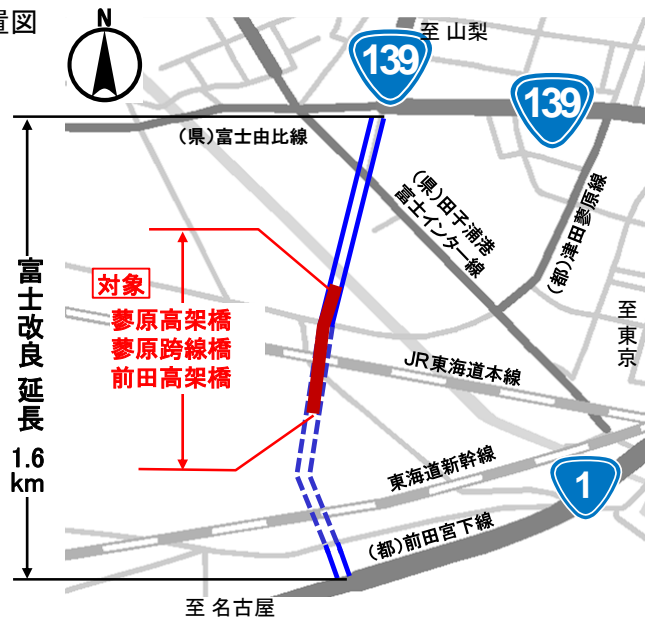 置図
N
至 山梨
139
139
(県)富士由比線
(県)田子浦港
富士インター線
(都)津田蓼原線
富士改良 延長 1.6 km
対象
蓼原高架橋
蓼原跨線橋
前田高架橋
至 東京
JR東海道本線
東海道新幹線
1
(都)前田宮下線
至 名古屋